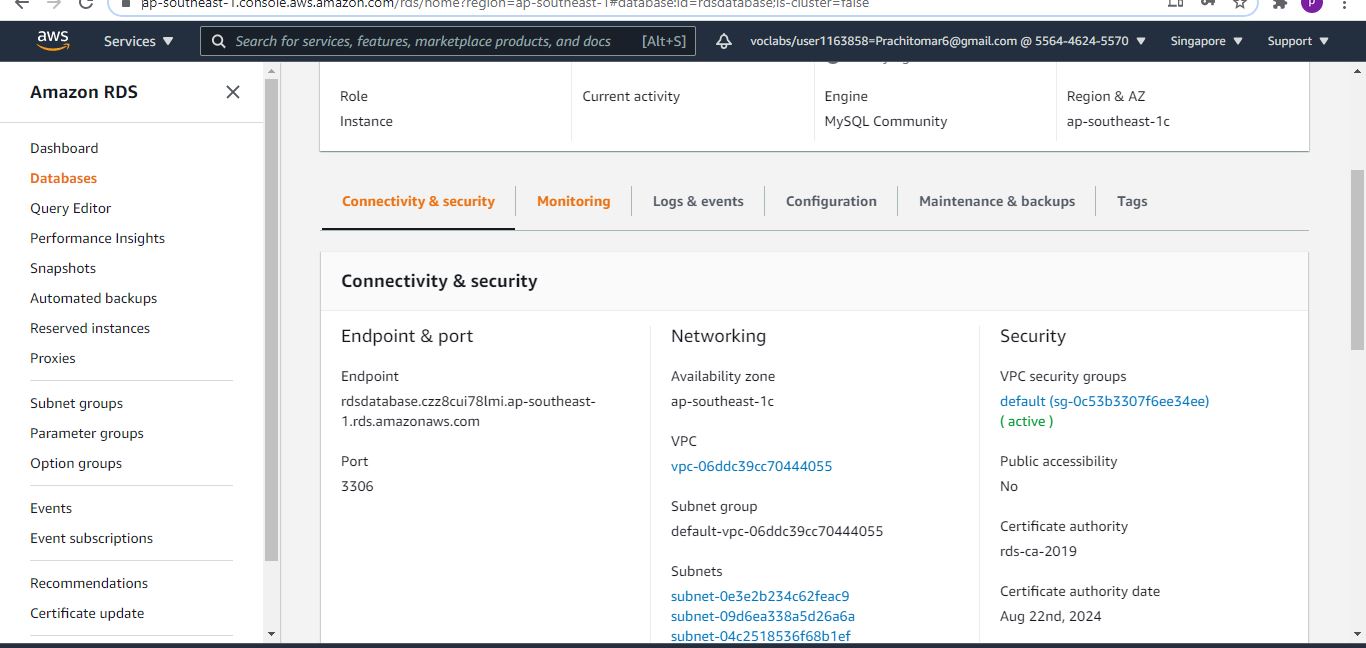 ap-southeast-1.console.aws.amazon.com/rds/home?region=ap-southeast-1#database:id=rdsdatabase;is-cluster=false
P
aws
Services ▼
Search for services, features, marketplace products, and docs [Alt+S]
voclabs/user1163858=Prachitomar6@gmail.com @ 5564-4624-5570 ▼
Singapore ▼
Support ▼
Amazon RDS
Dashboard
Databases
Query Editor
Performance Insights
Snapshots
Automated backups
Reserved instances
Proxies
Subnet groups
Parameter groups
Option groups
Events
Event subscriptions
Recommendations
Certificate update
Role
Instance
Current activity
Engine
MySQL Community
Region & AZ
ap-southeast-1c
Connectivity & security
Monitoring
Logs & events
Configuration
Maintenance & backups
Tags
Connectivity & security
Endpoint & port
Endpoint
rdsdatabase.czz8cui78lmi.ap-southeast-
1.rds.amazonaws.com
Port
3306
Networking
Availability zone
ap-southeast-1c
VPC
vpc-06ddc39cc70444055
Subnet group
default-vpc-06ddc39cc70444055
Subnets
subnet-0e3e2b234c62feac9
subnet-09d6ea338a5d26a6a
subnet-04c2518536f68b1ef
Security
VPC security groups
default (sg-0c53b3307f6ee34ee)
( active )
Public accessibility
No
Certificate authority
rds-ca-2019
Certificate authority date
Aug 22nd, 2024